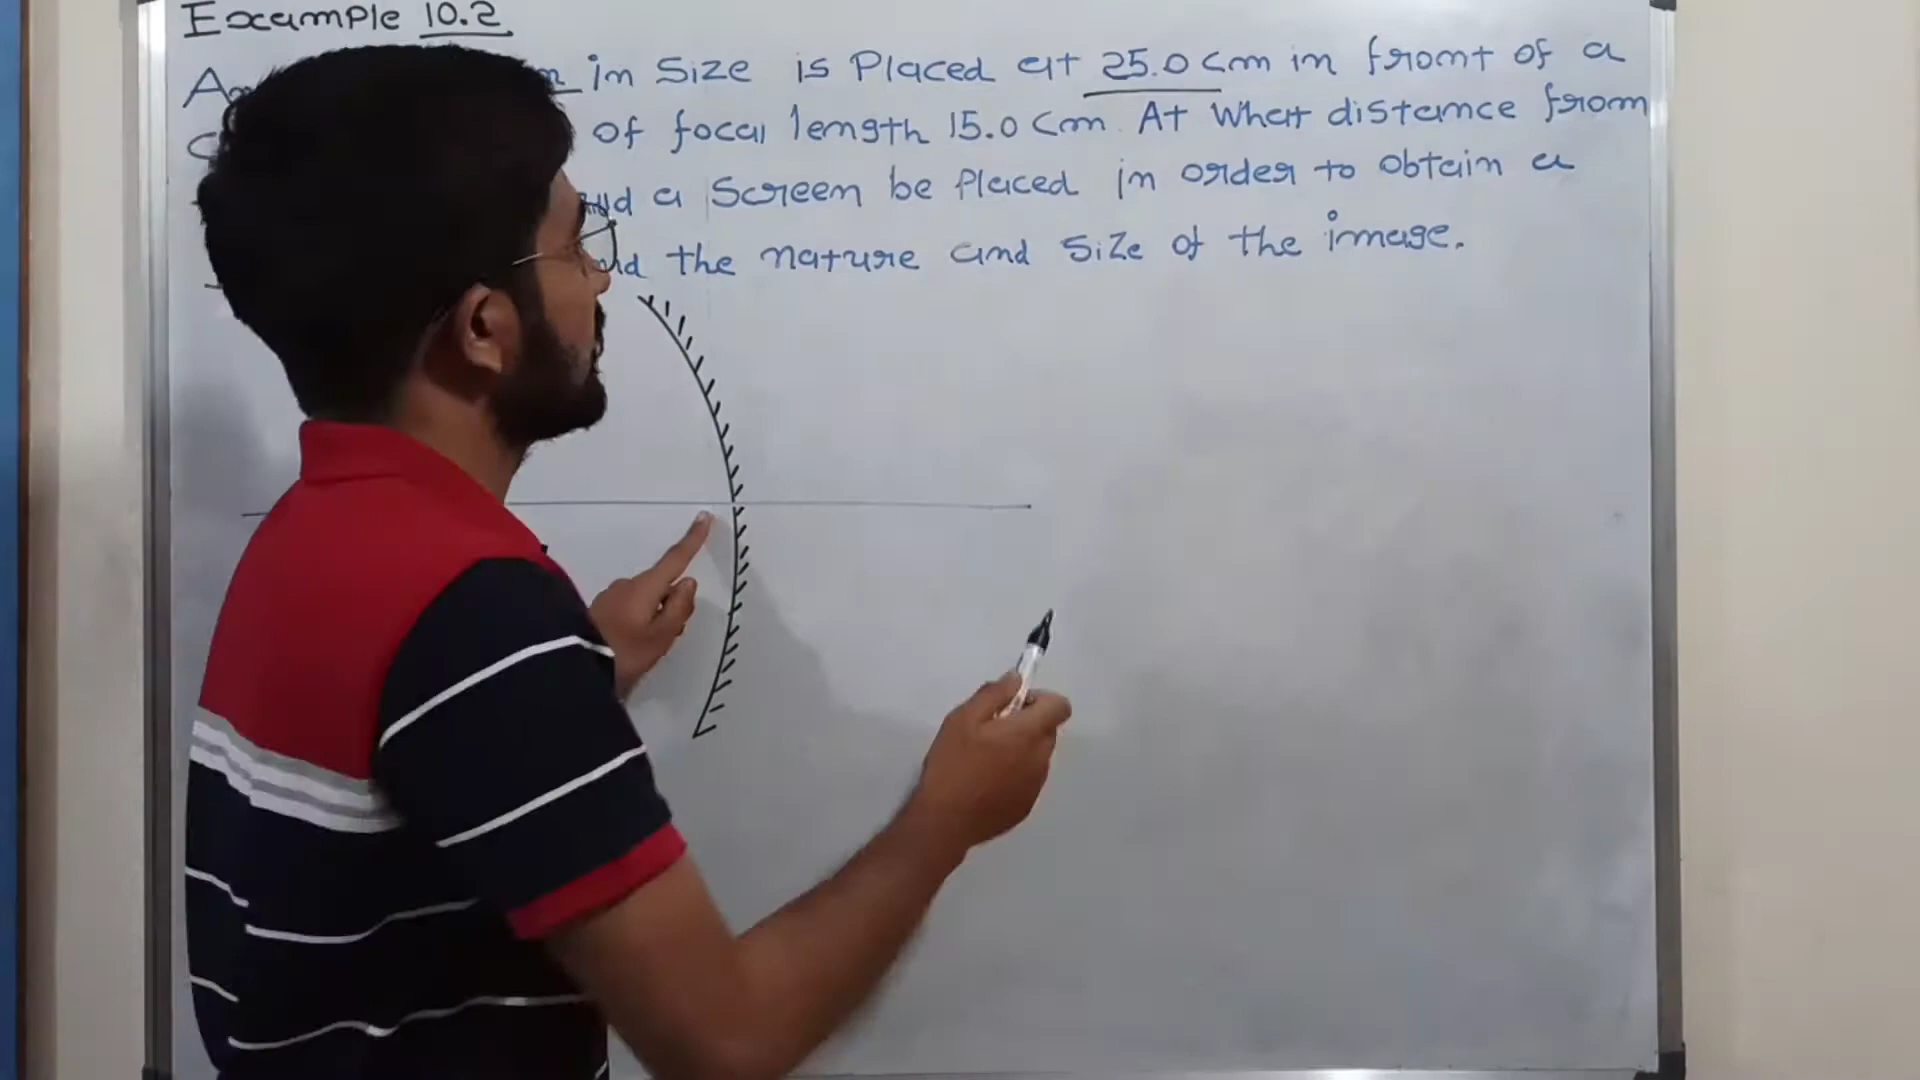 Example 10.2
in Size is Placed at 25.0 cm in front of a
of focal length 15.0 cm. At what distance from
a Screen be Placed in order to obtain a
the nature and Size of the image.